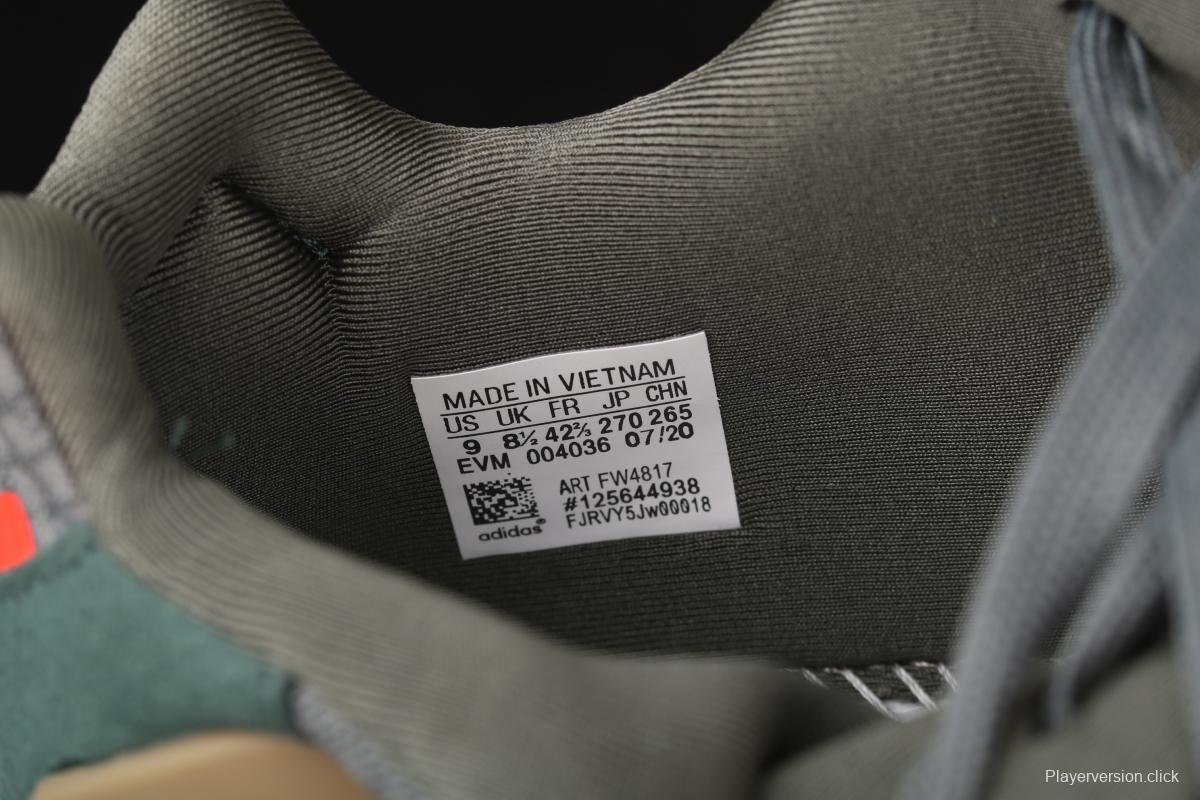 MADE IN VIETNAM
US UK FR JP CHN
9 8½ 42⅔ 270 265
EVM 004036 07/20
ART FW4817
#125644938
FJRVY5Jw00018
adidas®
Playerversion.click